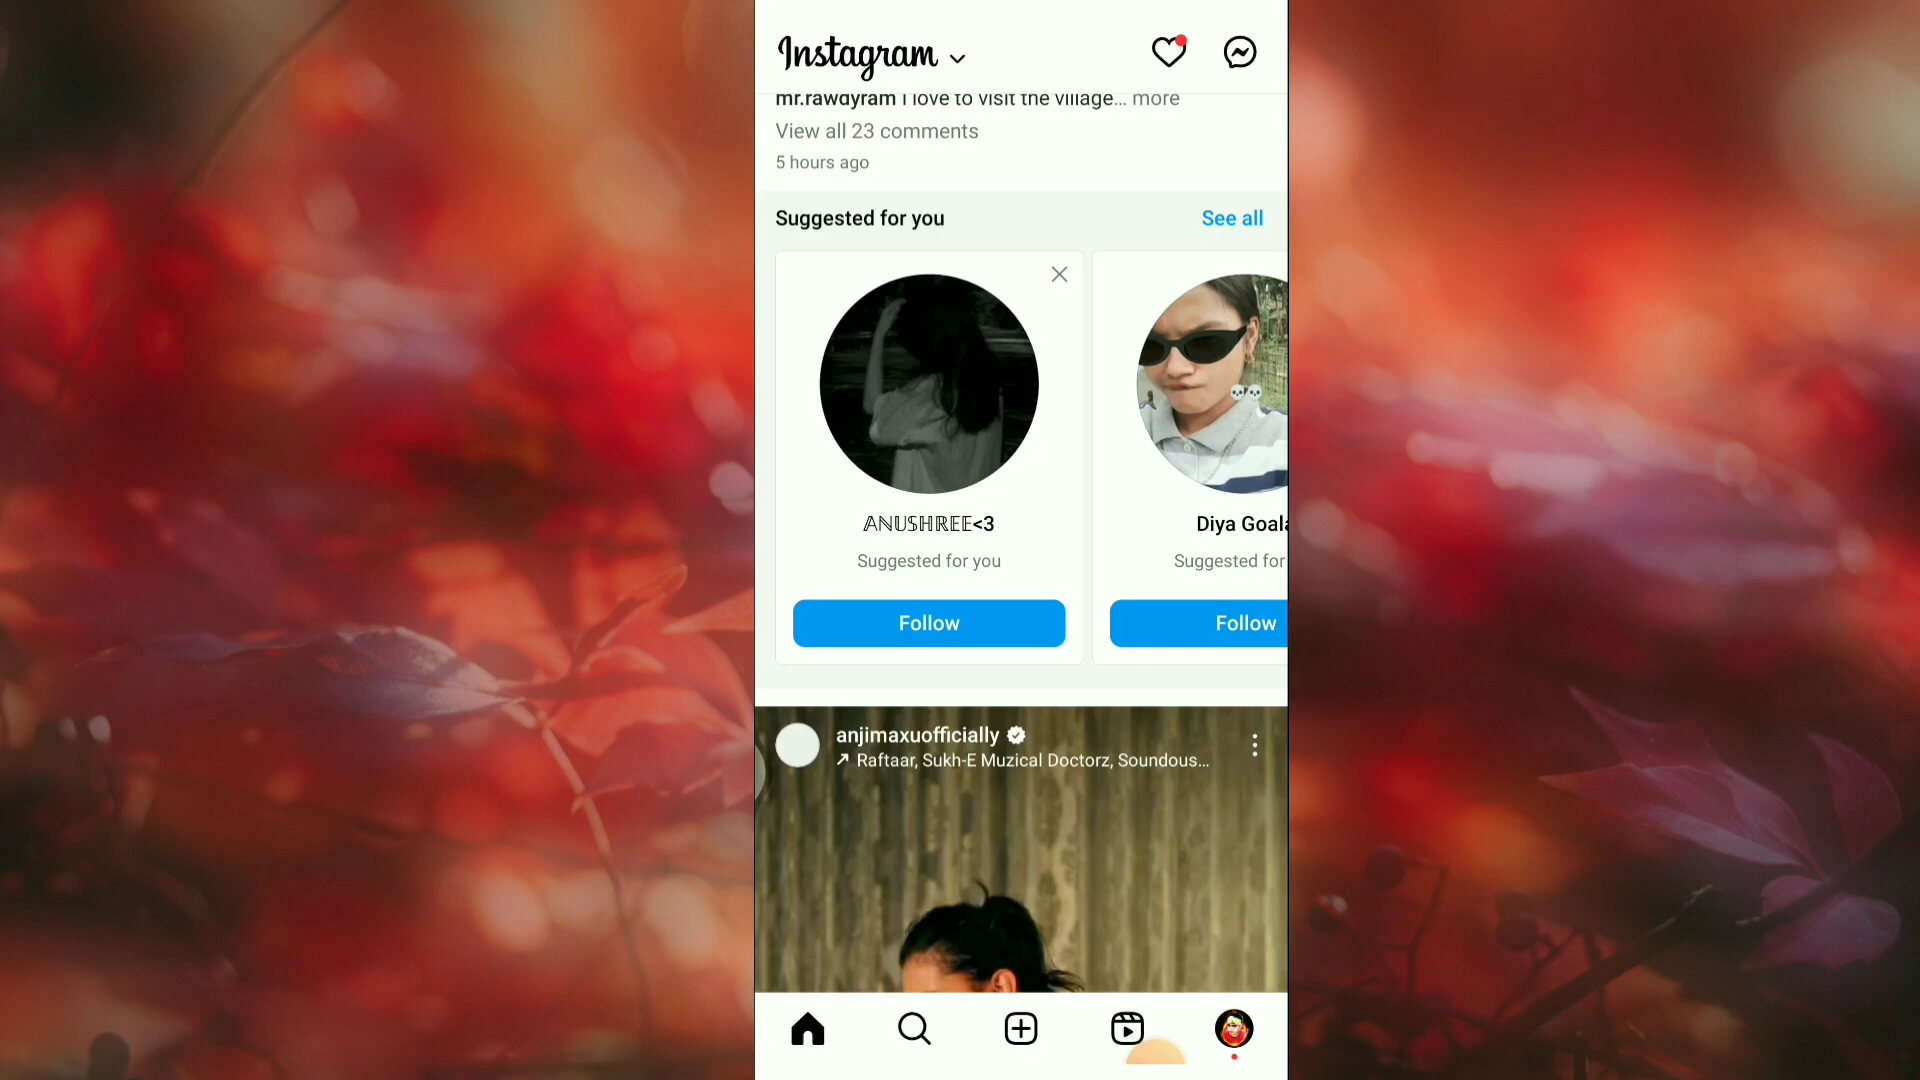 Instagram
mr.rawdyram I love to visit the village... more
View all 23 comments
5 hours ago
Suggested for you
See all
𝔸ℕ𝕌𝕊ℍℝ𝔼𝔼<3
Suggested for you
Follow
Diya Goala
Suggested for
Follow
anjimaxuofficially
Raftaar, Sukh-E Muzical Doctorz, Soundous...